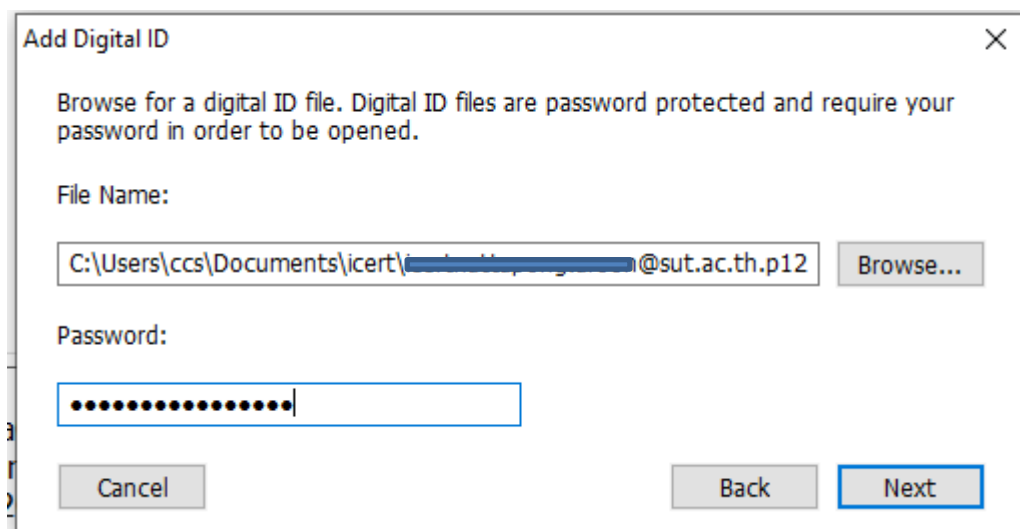 Add Digital ID
Browse for a digital ID file. Digital ID files are password protected and require your
password in order to be opened.
File Name:
C:\Users\ccs\Documents\icert\ @sut.ac.th.p12
Browse...
Password:
••••••••••••••••
Cancel
Back
Next